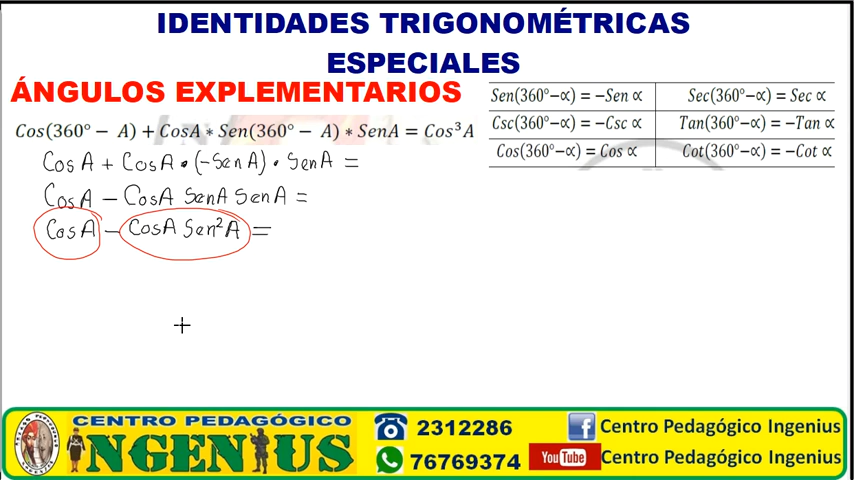 IDENTIDADES TRIGONOMÉTRICAS
ESPECIALES
ÁNGULOS EXPLEMENTARIOS
Cos(360° − A) + CosA ∗ Sen(360° − A) ∗ SenA = Cos³A
CosA + CosA • (−SenA) • SenA =
CosA − CosA SenA SenA =
CosA − CosA Sen²A =
Sen(360°−∝) = −Sen ∝ Sec(360°−∝) = Sec ∝
Csc(360°−∝) = −Csc ∝ Tan(360°−∝) = −Tan ∝
Cos(360°−∝) = Cos ∝ Cot(360°−∝) = −Cot ∝
CENTRO PEDAGÓGICO
INGENIUS
2312286
76769374
f Centro Pedagógico Ingenius
You Tube Centro Pedagógico Ingenius